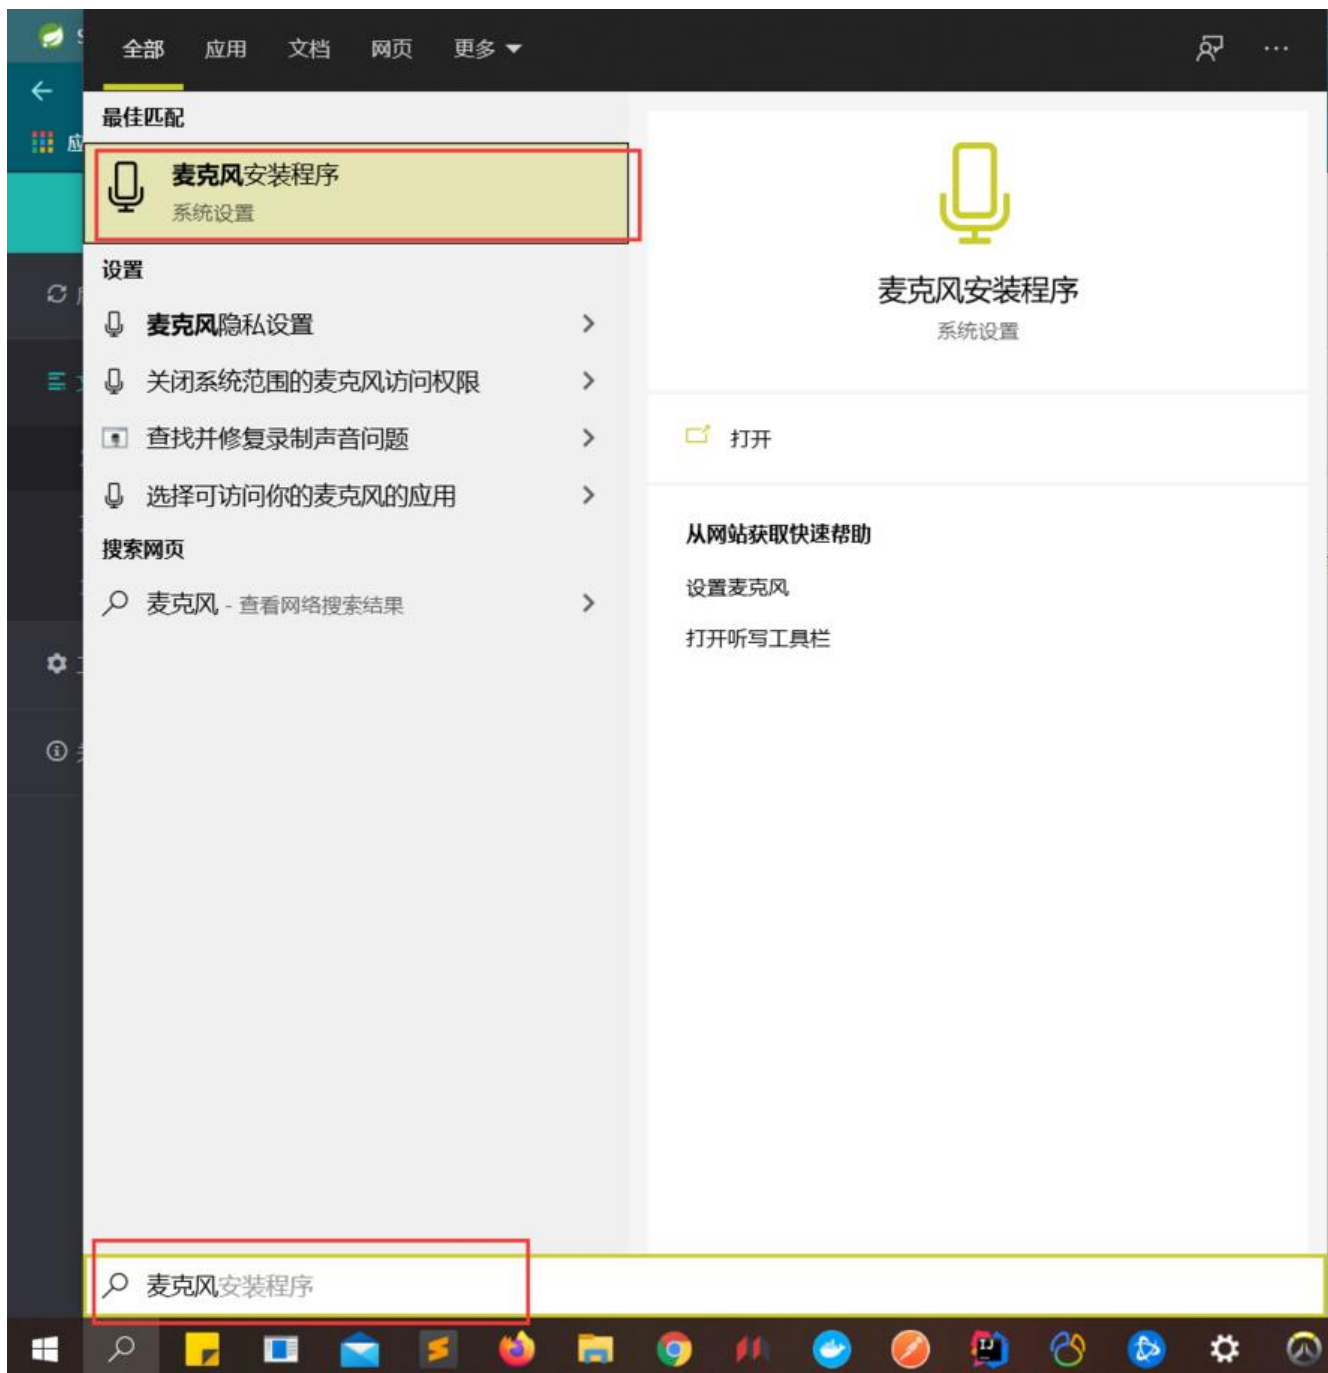 全部 应用 文档 网页 更多
最佳匹配
麦克风安装程序
系统设置
设置
麦克风隐私设置
关闭系统范围的麦克风访问权限
查找并修复录制声音问题
选择可访问你的麦克风的应用
搜索网页
麦克风 - 查看网络搜索结果
麦克风安装程序
系统设置
打开
从网站获取快速帮助
设置麦克风
打开听写工具栏
麦克风安装程序